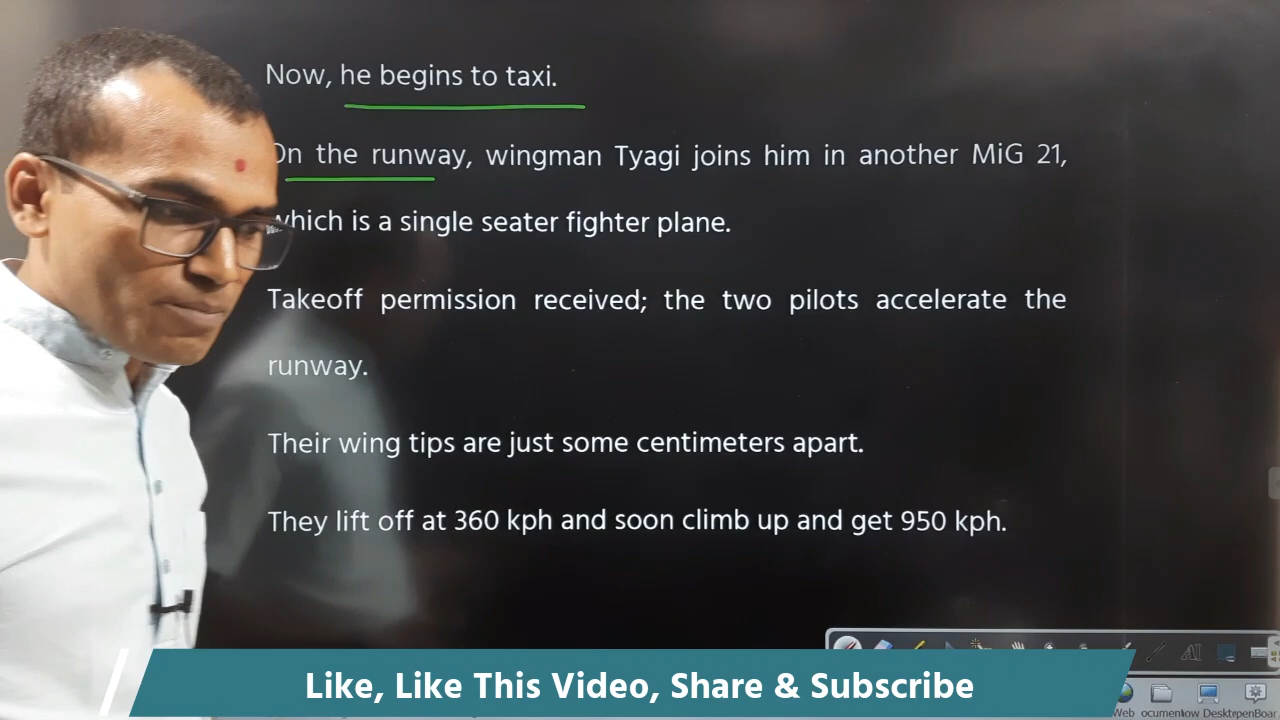 Now, he begins to taxi.
On the runway, wingman Tyagi joins him in another MiG 21,
which is a single seater fighter plane.
Takeoff permission received; the two pilots accelerate the
runway.
Their wing tips are just some centimeters apart.
They lift off at 360 kph and soon climb up and get 950 kph.
Like, Like This Video, Share & Subscribe
Web